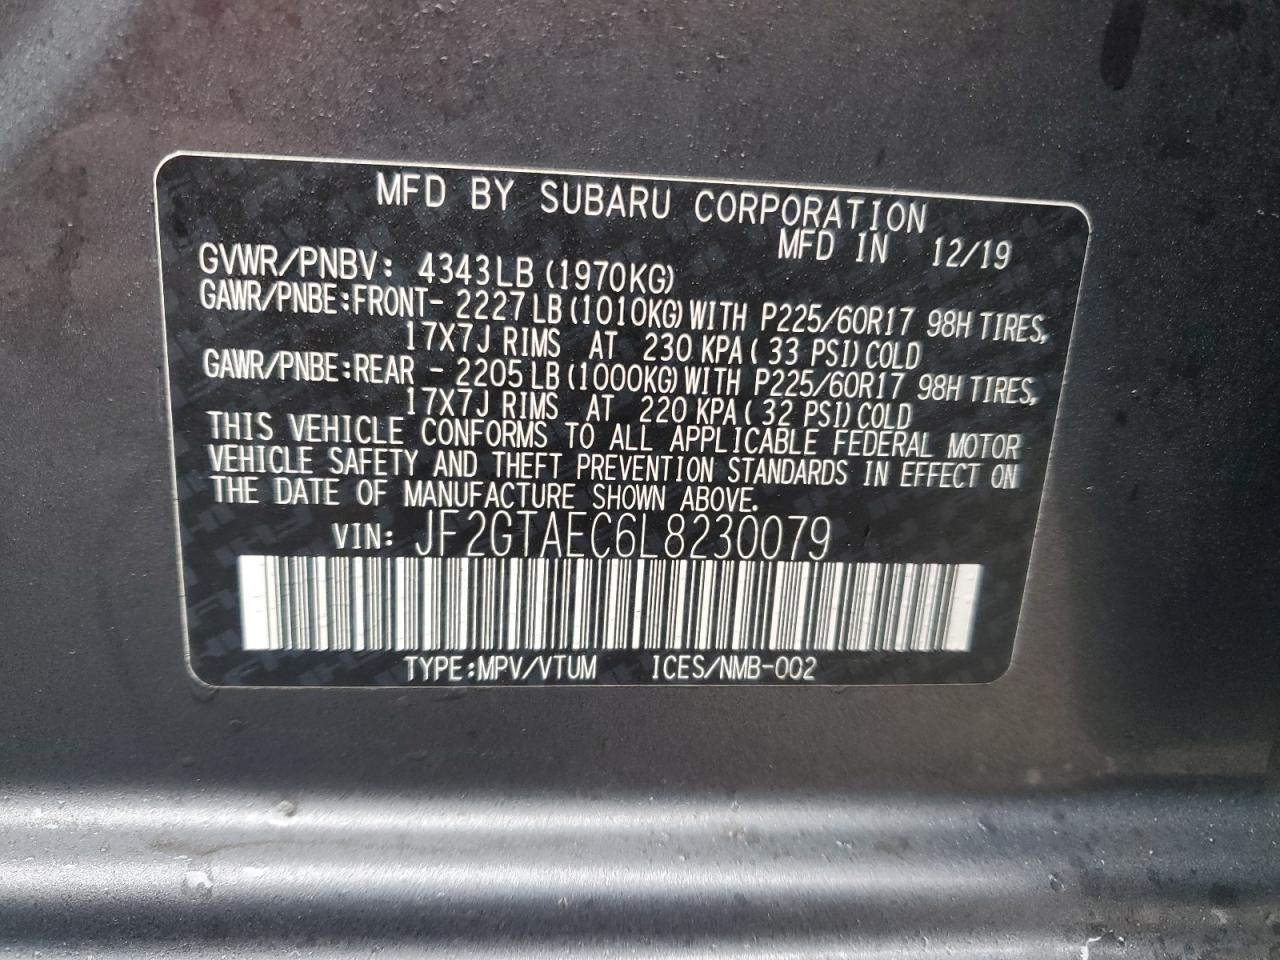 MFD BY SUBARU CORPORATION
MFD IN 12/19
GVWR/PNBV: 4343LB (1970KG)
GAWR/PNBE:FRONT- 2227LB(1010KG)WITH P225/60R17 98H TIRES,
17X7J RIMS AT 230 KPA(33 PSI)COLD
GAWR/PNBE:REAR - 2205LB(1000KG)WITH P225/60R17 98H TIRES,
17X7J RIMS AT 220 KPA(32 PSI)COLD
THIS VEHICLE CONFORMS TO ALL APPLICABLE FEDERAL MOTOR
VEHICLE SAFETY AND THEFT PREVENTION STANDARDS IN EFFECT ON
THE DATE OF MANUFACTURE SHOWN ABOVE.
VIN: JF2GTAEC6L8230079
TYPE:MPV/VTUM ICES/NMB-002